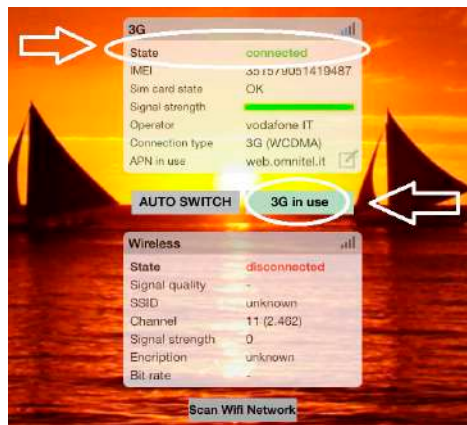 3G
State connected
IMEI 351579051419487
Sim card state OK
Signal strength
Operator vodafone IT
Connection type 3G (WCDMA)
APN in use web.omnitel.it
AUTO SWITCH 3G in use
Wireless
State disconnected
Signal quality -
SSID unknown
Channel 11 (2.462)
Signal strength 0
Encription unknown
Bit rate -
Scan Wifi Network